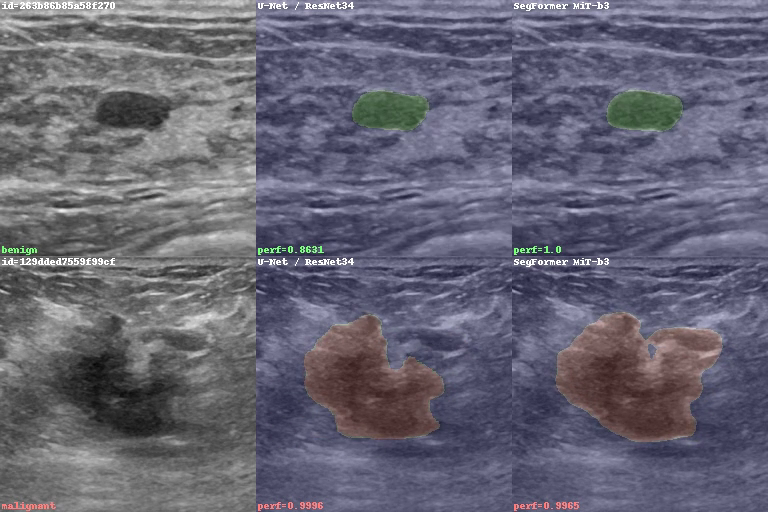 id=263b86b85a58f270
U-Net / ResNet34
SegFormer MiT-b3
benign
perf=0.8631
perf=1.0
id=129dded7559f99cf
U-Net / ResNet34
SegFormer MiT-b3
malignant
perf=0.9996
perf=0.9965